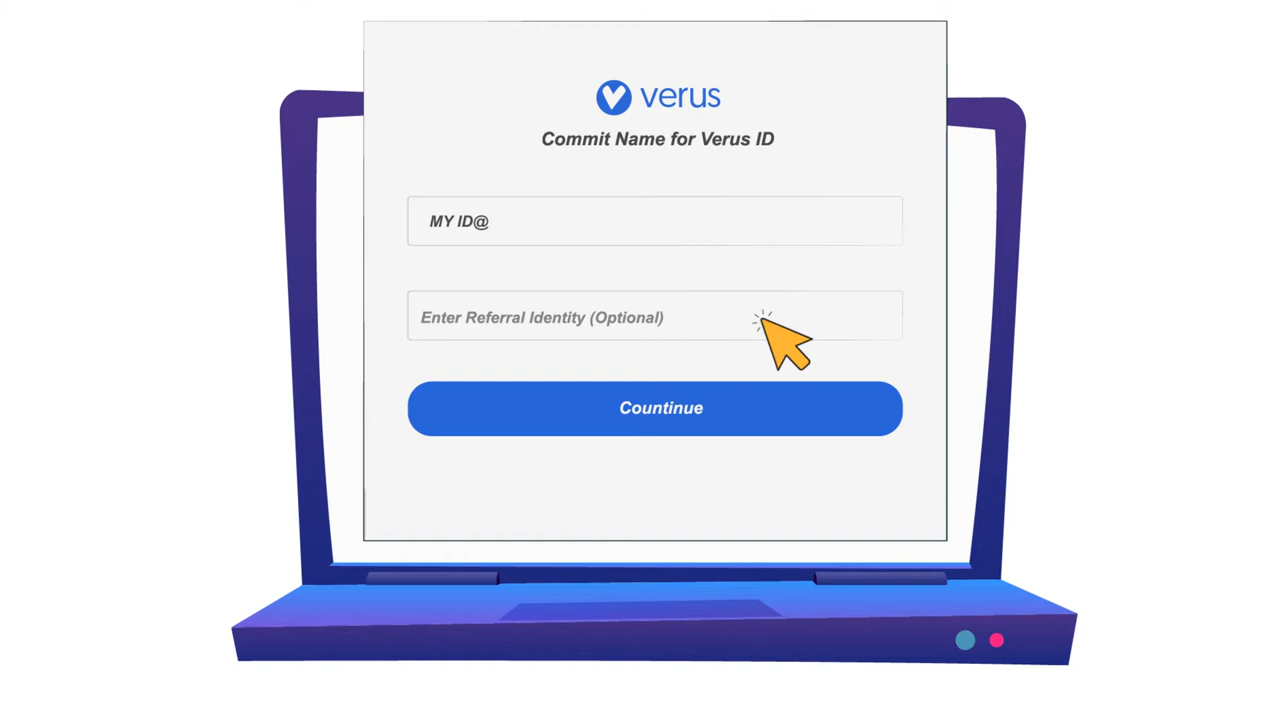 verus
Commit Name for Verus ID
MY ID@
Enter Referral Identity (Optional)
Countinue